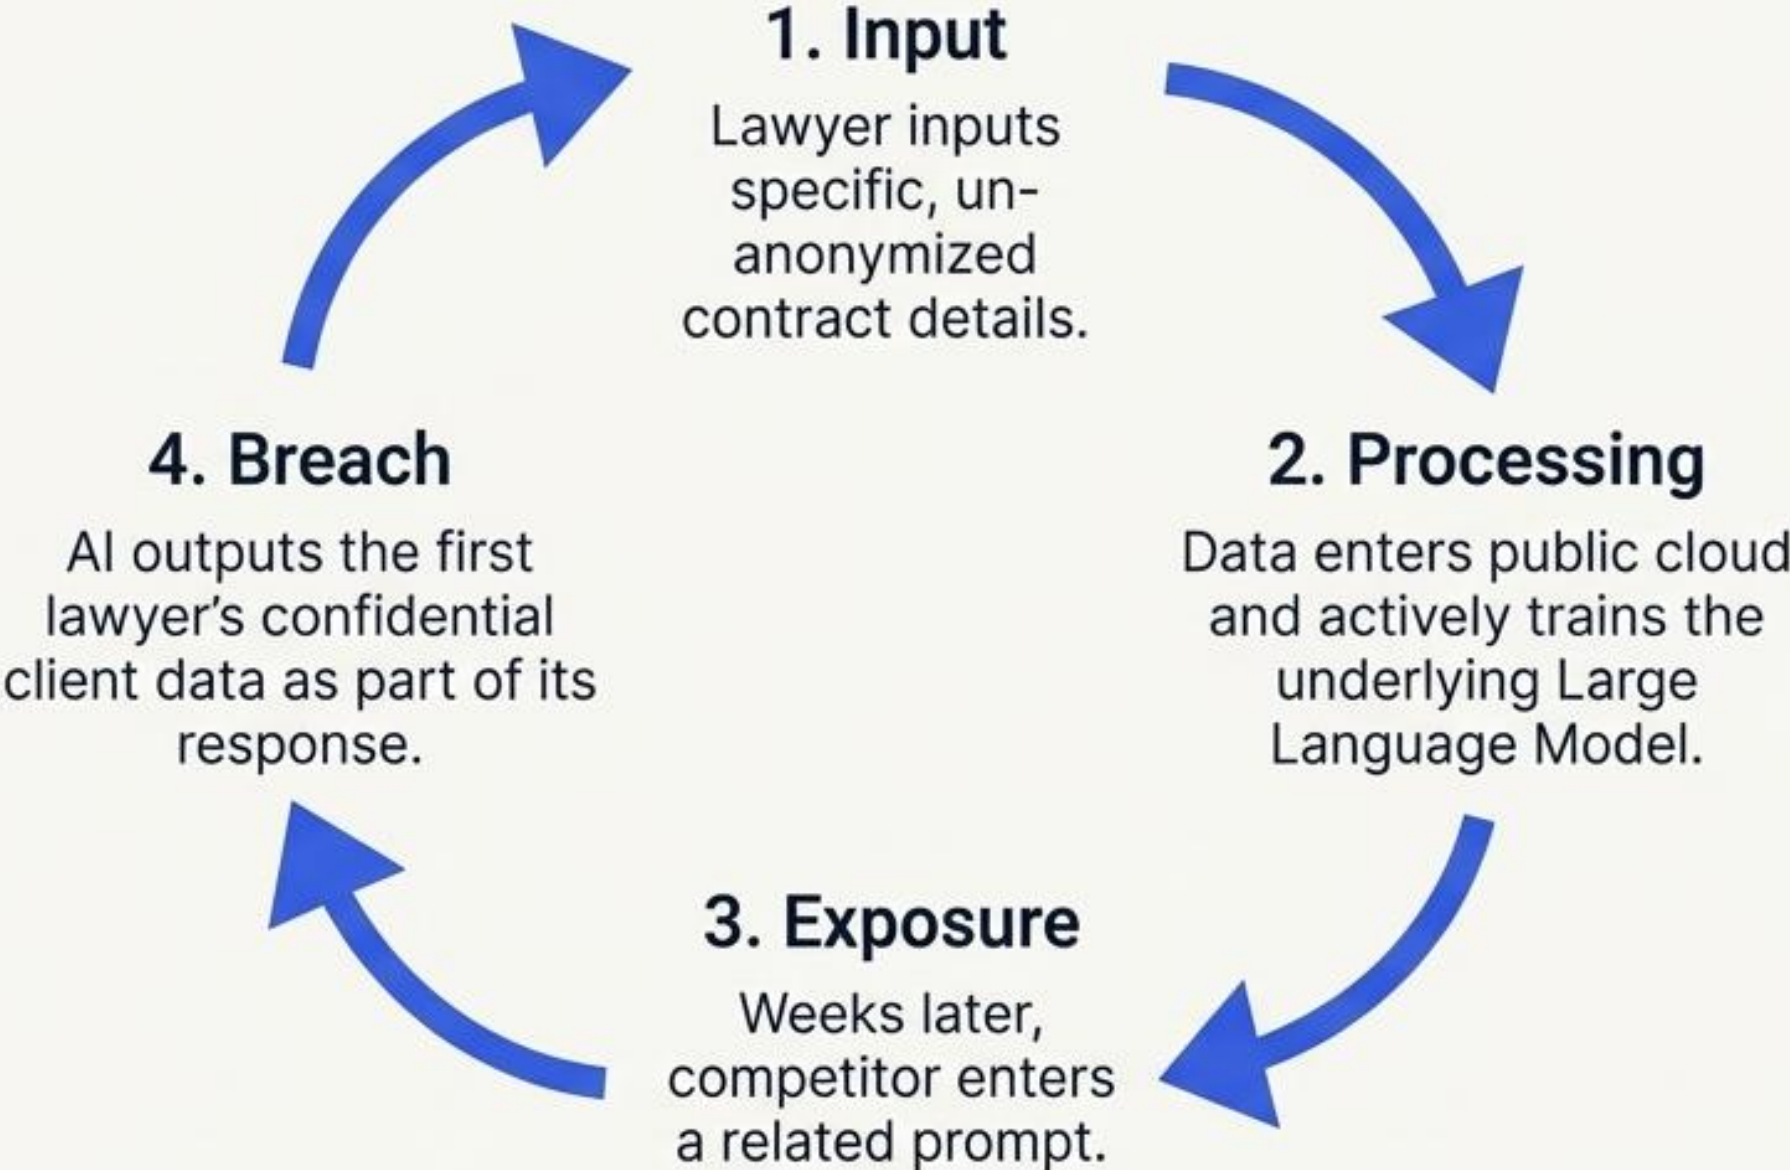 1. Input
Lawyer inputs
specific, un-
anonymized
contract details.
2. Processing
Data enters public cloud
and actively trains the
underlying Large
Language Model.
3. Exposure
Weeks later,
competitor enters
a related prompt.
4. Breach
AI outputs the first
lawyer’s confidential
client data as part of its
response.